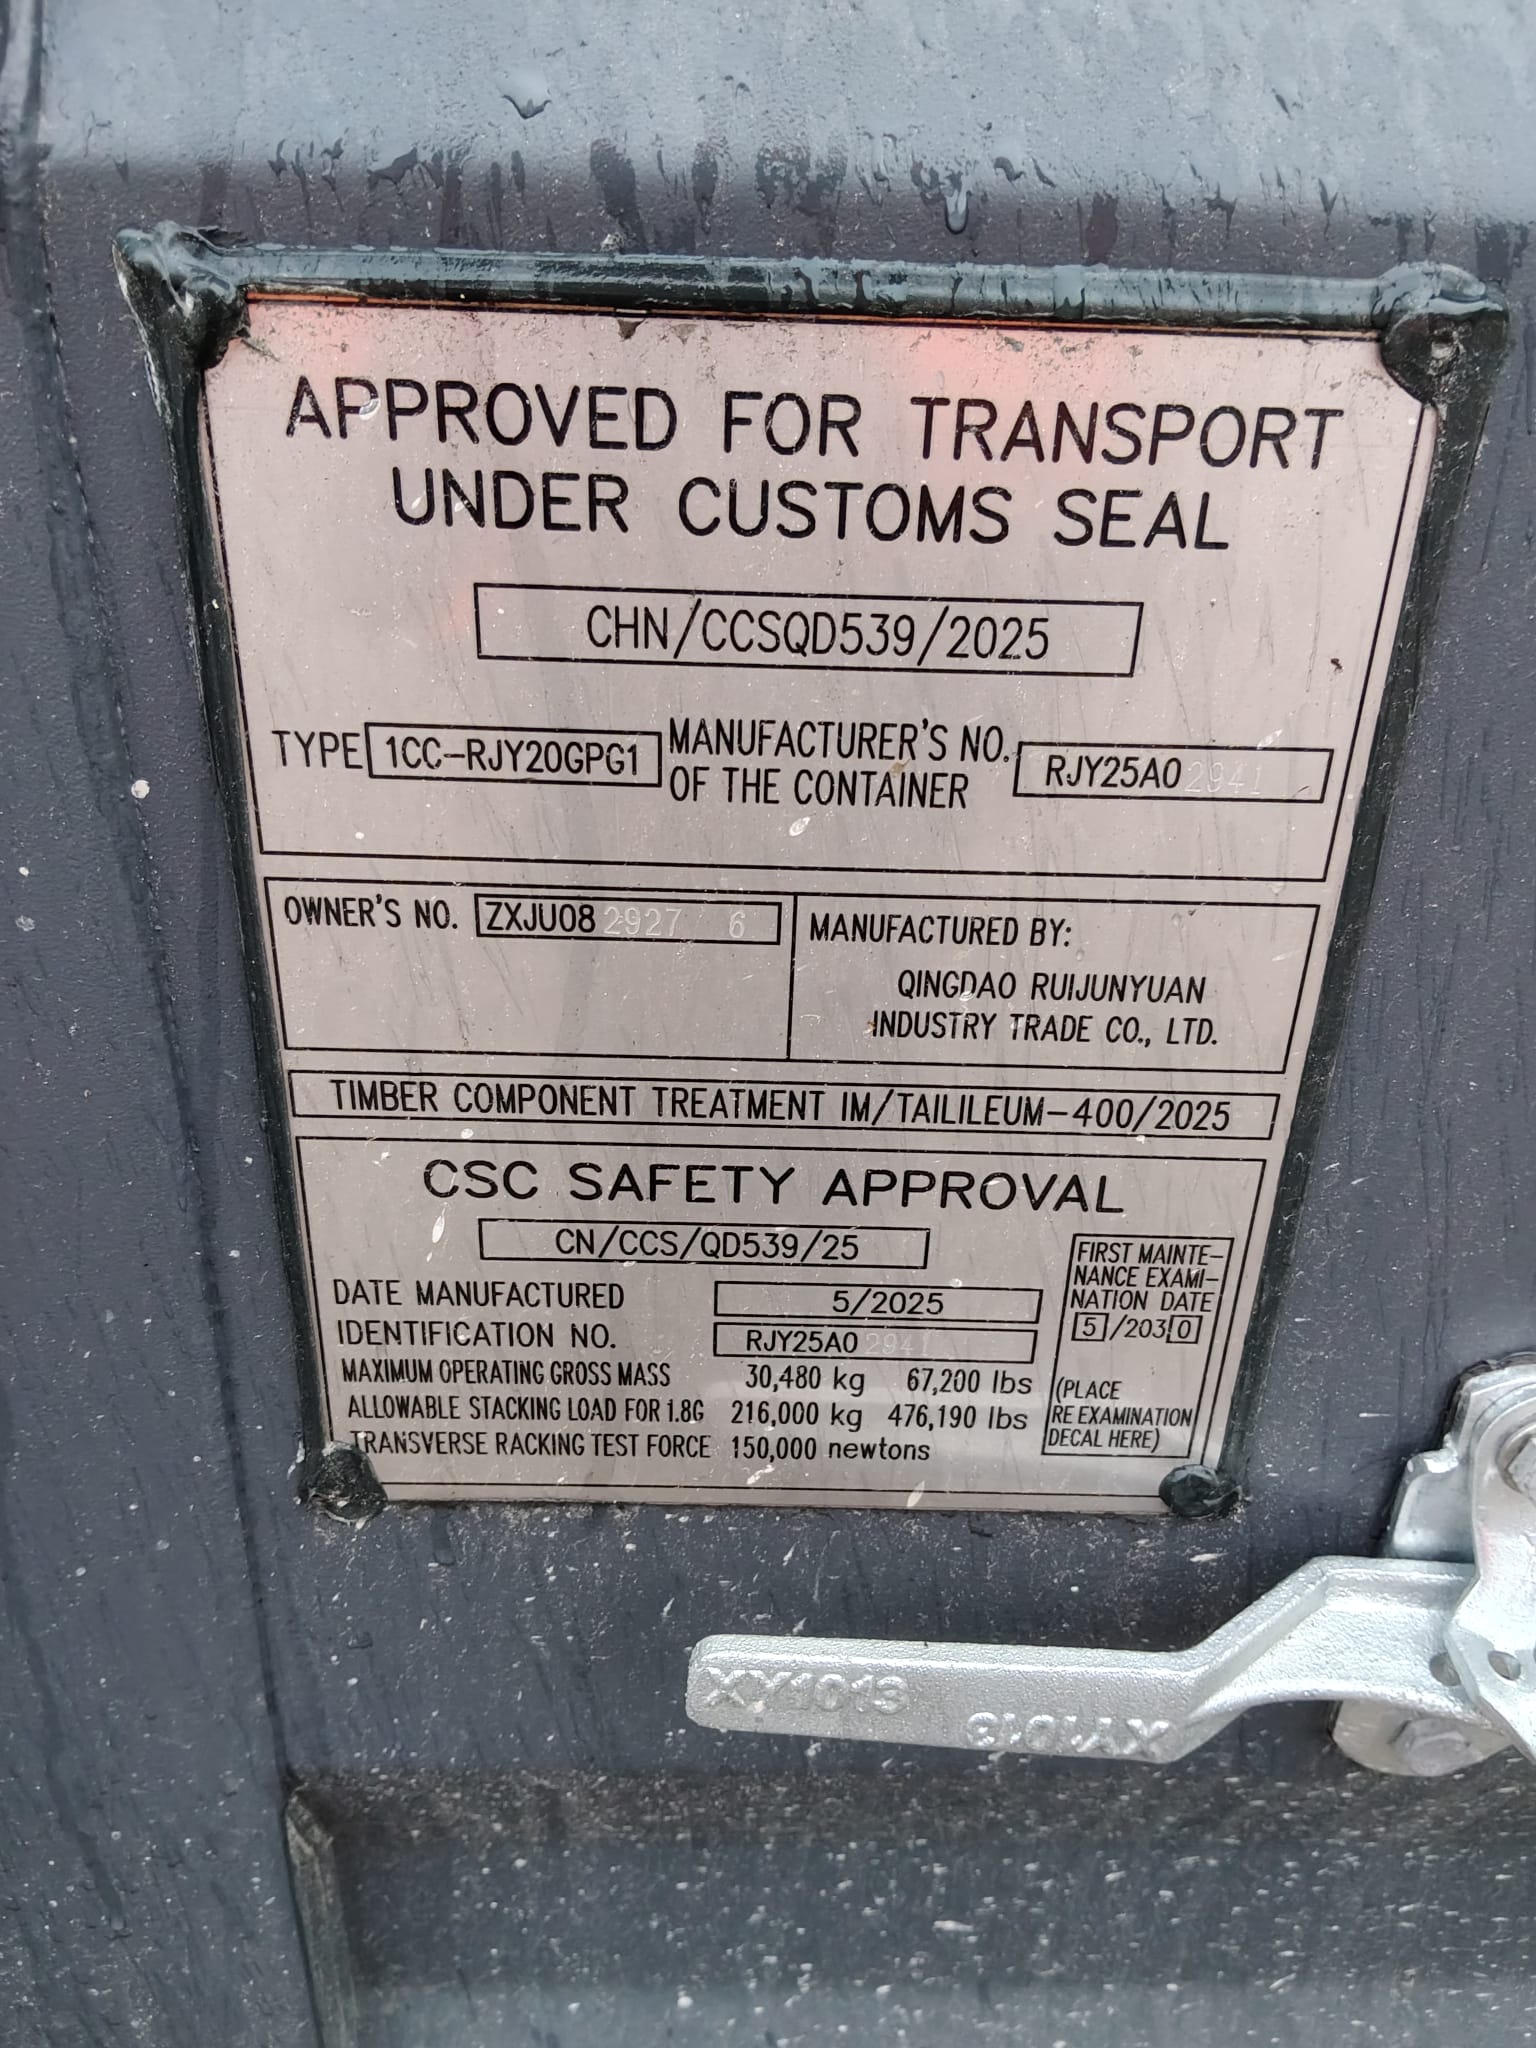 APPROVED FOR TRANSPORT
UNDER CUSTOMS SEAL
CHN/CCSQD539/2025
TYPE 1CC-RJY20GPG1
MANUFACTURER'S NO.
OF THE CONTAINER
RJY25A02941
OWNER'S NO. ZXJU082927 6
MANUFACTURED BY:
QINGDAO RUIJUNYUAN
INDUSTRY TRADE CO., LTD.
TIMBER COMPONENT TREATMENT IM/TAILILEUM-400/2025
CSC SAFETY APPROVAL
CN/CCS/QD539/25
DATE MANUFACTURED 5/2025
IDENTIFICATION NO. RJY25A02941
MAXIMUM OPERATING GROSS MASS 30,480 kg 67,200 lbs
ALLOWABLE STACKING LOAD FOR 1.8G 216,000 kg 476,190 lbs
TRANSVERSE RACKING TEST FORCE 150,000 newtons
FIRST MAINTE-
NANCE EXAMI-
NATION DATE
5/2030
(PLACE
RE EXAMINATION
DECAL HERE)
XY1013
XY1013